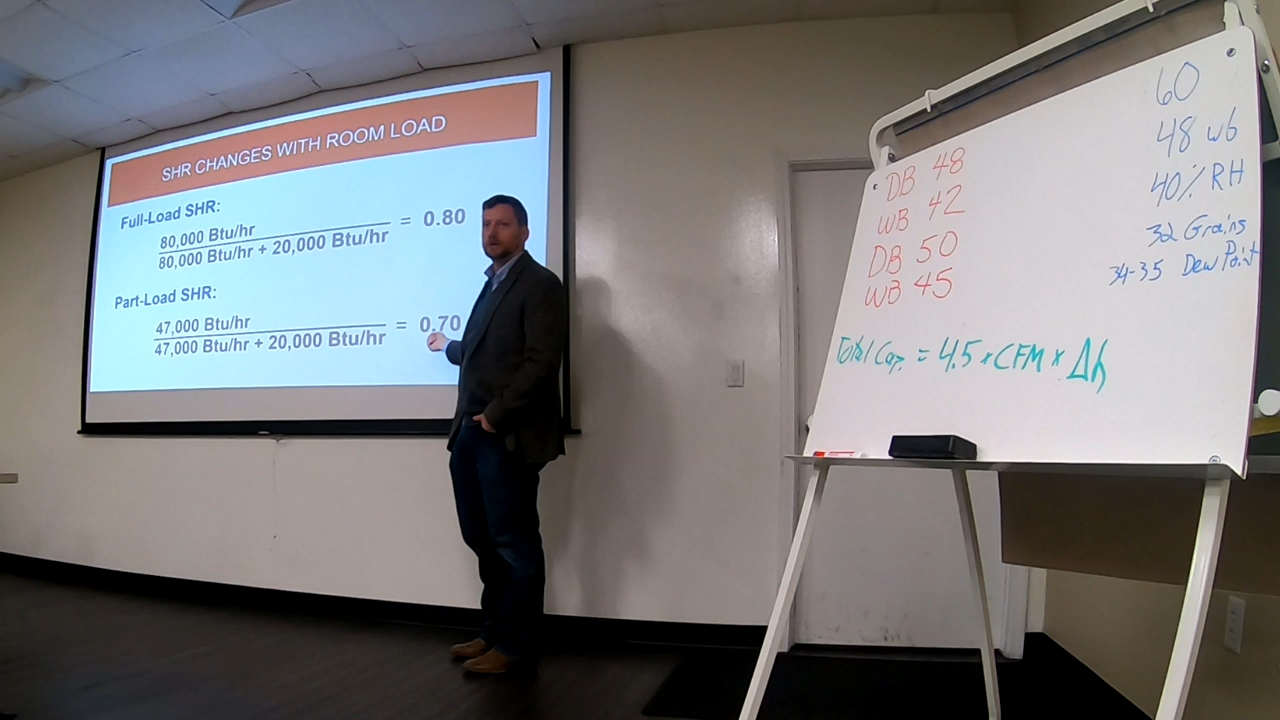 SHR CHANGES WITH ROOM LOAD
Full-Load SHR:
80,000 Btu/hr
80,000 Btu/hr + 20,000 Btu/hr
= 0.80
Part-Load SHR:
47,000 Btu/hr
47,000 Btu/hr + 20,000 Btu/hr
= 0.70
DB 48
WB 42
DB 50
WB 45
Total Cap. = 4.5 × CFM × Δh
60
48 wb
40% RH
32 Grains
34-35 Dew Point